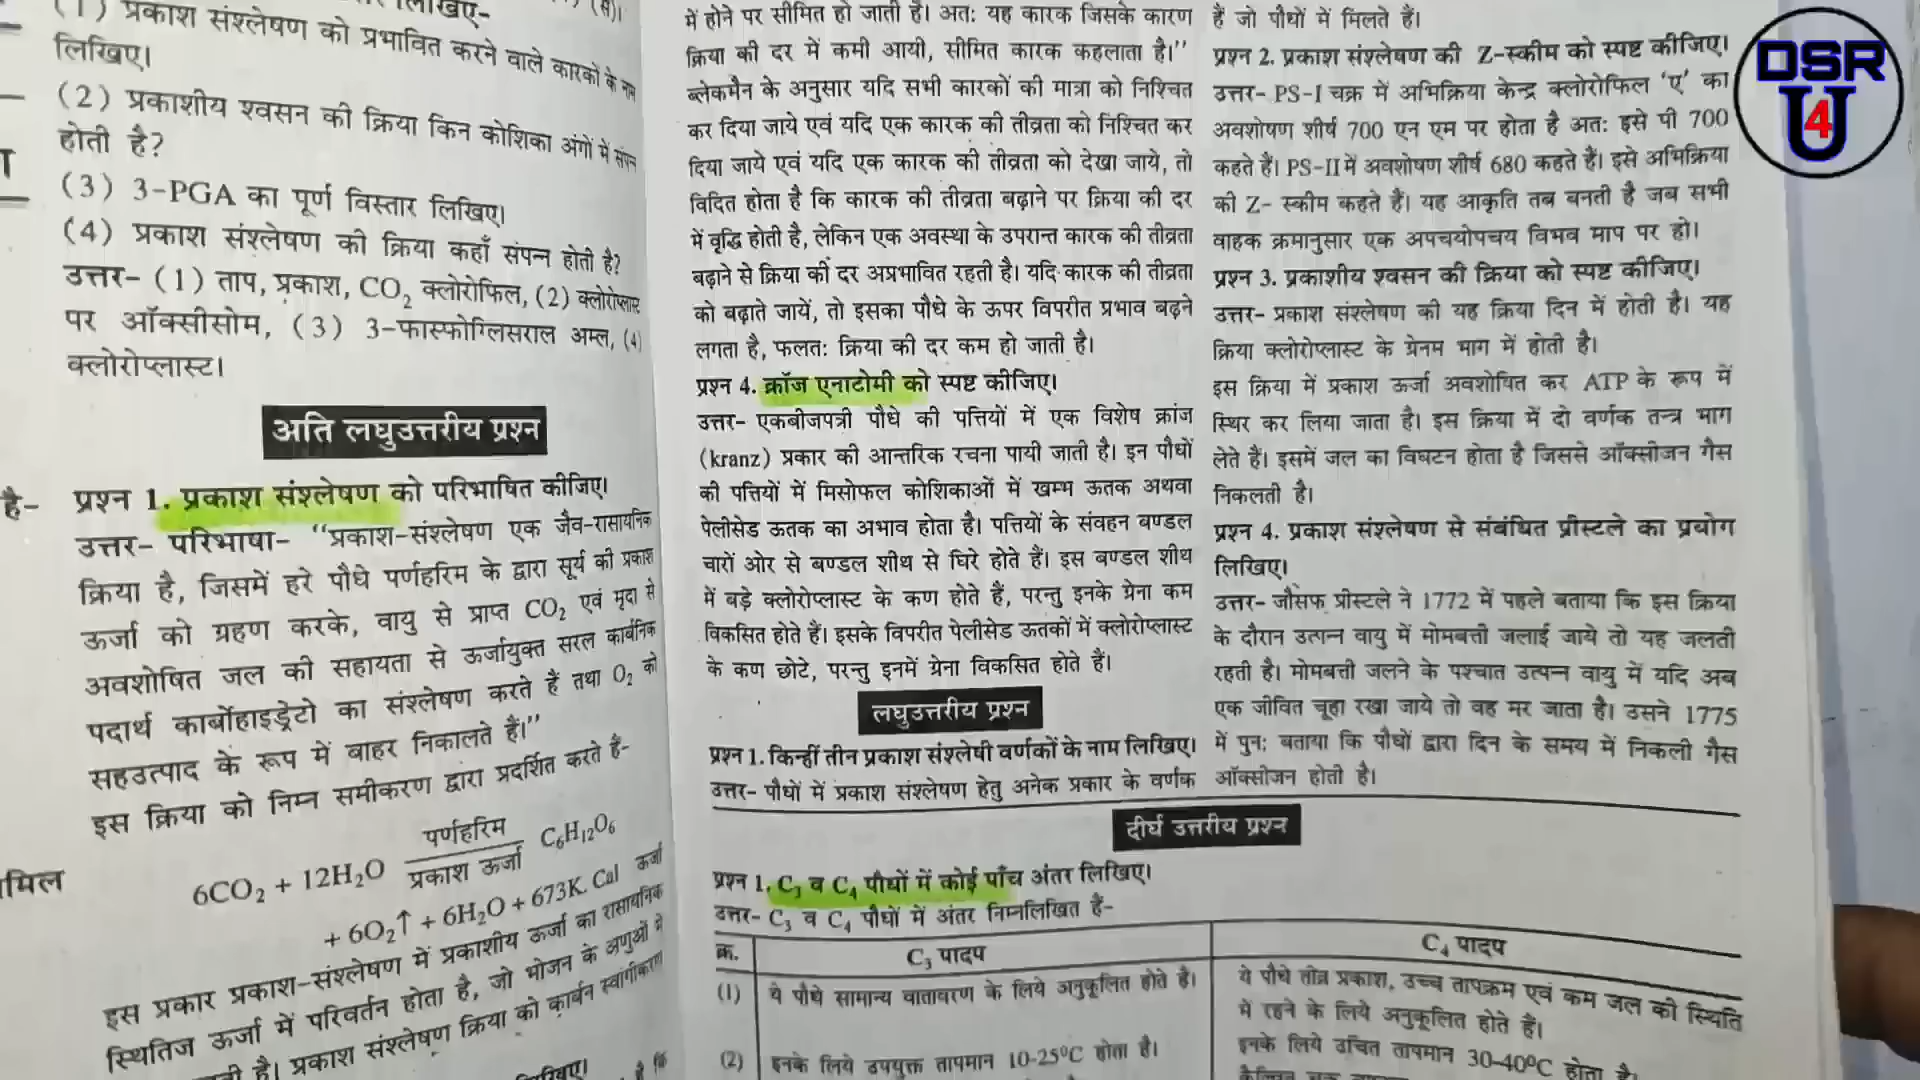 (1) प्रकाश संश्लेषण को प्रभावित करने वाले कारकों के नाम
लिखिए।
(2) प्रकाशीय श्वसन की क्रिया किन कोशिका अंगों में संपन्न
होती है?
(3) 3-PGA का पूर्ण विस्तार लिखिए।
(4) प्रकाश संश्लेषण की क्रिया कहाँ संपन्न होती है?
उत्तर- (1) ताप, प्रकाश, CO₂ क्लोरोफिल, (2) क्लोरोप्लास्ट
पर ऑक्सीसोम, (3) 3-फास्फोग्लिसराल अम्ल, (4)
क्लोरोप्लास्ट।
अति लघुउत्तरीय प्रश्न
है-
प्रश्न 1. प्रकाश संश्लेषण को परिभाषित कीजिए।
उत्तर- परिभाषा- “प्रकाश-संश्लेषण एक जैव-रासायनिक
क्रिया है, जिसमें हरे पौधे पर्णहरिम के द्वारा सूर्य की प्रकाश
ऊर्जा को ग्रहण करके, वायु से प्राप्त CO₂ एवं मृदा से
अवशोषित जल की सहायता से ऊर्जायुक्त सरल कार्बनिक
पदार्थ कार्बोहाइड्रेटो का संश्लेषण करते हैं तथा O₂ को
सहउत्पाद के रूप में बाहर निकालते हैं।”
इस क्रिया को निम्न समीकरण द्वारा प्रदर्शित करते हैं-
6CO₂ + 12H₂O पर्णहरिम प्रकाश ऊर्जा C₆H₁₂O₆
+ 6O₂↑ + 6H₂O + 673K. Cal ऊर्जा
इस प्रकार प्रकाश-संश्लेषण में प्रकाशीय ऊर्जा का रासायनिक
स्थितिज ऊर्जा में परिवर्तन होता है, जो भोजन के अणुओं में
है। प्रकाश संश्लेषण क्रिया को कार्बन स्वांगीकरण
में होने पर सीमित हो जाती है। अतः यह कारक जिसके कारण
क्रिया की दर में कमी आयी, सीमित कारक कहलाता है।”
ब्लेकमैन के अनुसार यदि सभी कारकों की मात्रा को निश्चित
कर दिया जाये एवं यदि एक कारक की तीव्रता को निश्चित कर
दिया जाये एवं यदि एक कारक की तीव्रता को देखा जाये, तो
विदित होता है कि कारक की तीव्रता बढ़ाने पर क्रिया की दर
में वृद्धि होती है, लेकिन एक अवस्था के उपरान्त कारक की तीव्रता
बढ़ाने से क्रिया की दर अप्रभावित रहती है। यदि कारक की तीव्रता
को बढ़ाते जायें, तो इसका पौधे के ऊपर विपरीत प्रभाव बढ़ने
लगता है, फलतः क्रिया की दर कम हो जाती है।
प्रश्न 4. क्रॉज एनाटोमी को स्पष्ट कीजिए।
उत्तर- एकबीजपत्री पौधे की पत्तियों में एक विशेष क्रांज
(kranz) प्रकार की आन्तरिक रचना पायी जाती है। इन पौधों
की पत्तियों में मिसोफल कोशिकाओं में खम्भ ऊतक अथवा
पेलीसेड ऊतक का अभाव होता है। पत्तियों के संवहन बण्डल
चारों ओर से बण्डल शीथ से घिरे होते हैं। इस बण्डल शीथ
में बड़े क्लोरोप्लास्ट के कण होते हैं, परन्तु इनके ग्रेना कम
विकसित होते हैं। इसके विपरीत पेलीसेड ऊतकों में क्लोरोप्लास्ट
के कण छोटे, परन्तु इनमें ग्रेना विकसित होते हैं।
लघुउत्तरीय प्रश्न
प्रश्न 1. किन्हीं तीन प्रकाश संश्लेषी वर्णकों के नाम लिखिए।
उत्तर- पौधों में प्रकाश संश्लेषण हेतु अनेक प्रकार के वर्णक
हैं जो पौधों में मिलते हैं।
प्रश्न 2. प्रकाश संश्लेषण की Z-स्कीम को स्पष्ट कीजिए।
उत्तर- PS-I चक्र में अभिक्रिया केन्द्र क्लोरोफिल ‘ए’ का
अवशोषण शीर्ष 700 एन एम पर होता है अतः इसे पी 700
कहते हैं। PS-II में अवशोषण शीर्ष 680 कहते हैं। इसे अभिक्रिया
की Z- स्कीम कहते हैं। यह आकृति तब बनती है जब सभी
वाहक क्रमानुसार एक अपचयोपचय विभव माप पर हो।
प्रश्न 3. प्रकाशीय श्वसन की क्रिया को स्पष्ट कीजिए।
उत्तर- प्रकाश संश्लेषण की यह क्रिया दिन में होती है। यह
क्रिया क्लोरोप्लास्ट के ग्रेनम भाग में होती है।
इस क्रिया में प्रकाश ऊर्जा अवशोषित कर ATP के रूप में
स्थिर कर लिया जाता है। इस क्रिया में दो वर्णक तन्त्र भाग
लेते हैं। इसमें जल का विघटन होता है जिससे ऑक्सीजन गैस
निकलती है।
प्रश्न 4. प्रकाश संश्लेषण से संबंधित प्रीस्टले का प्रयोग
लिखिए।
उत्तर- जौसफ प्रीस्टले ने 1772 में पहले बताया कि इस क्रिया
के दौरान उत्पन्न वायु में मोमबत्ती जलाई जाये तो यह जलती
रहती है। मोमबत्ती जलने के पश्चात उत्पन्न वायु में यदि अब
एक जीवित चूहा रखा जाये तो वह मर जाता है। उसने 1775
में पुनः बताया कि पौधों द्वारा दिन के समय में निकली गैस
ऑक्सीजन होती है।
दीर्घ उत्तरीय प्रश्न
प्रश्न 1. C₃ व C₄ पौधों में कोई पाँच अंतर लिखिए।
उत्तर- C₃ व C₄ पौधों में अंतर निम्नलिखित हैं-
क्र. C₃ पादप C₄ पादप
(1) ये पौधे सामान्य वातावरण के लिये अनुकूलित होते हैं। ये पौधे तीव्र प्रकाश, उच्च तापक्रम एवं कम जल की स्थिति
में रहने के लिये अनुकूलित होते हैं।
(2) इनके लिये उपयुक्त तापमान 10-25⁰C होता है। इनके लिये उचित तापमान 30-40⁰C होता है।
DSR
U
4